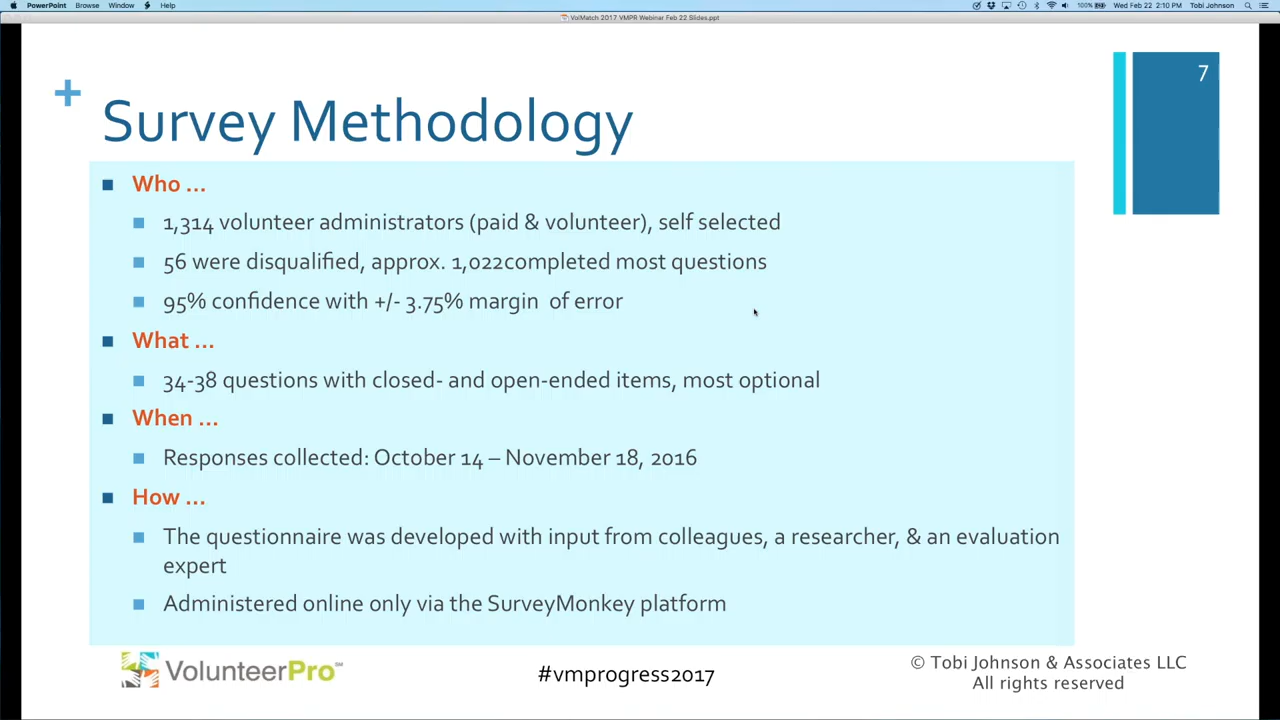 PowerPoint Browse Window Help
100% Wed Feb 22 2:10 PM Tobi Johnson
VolMatch 2017 VMPR Webinar Feb 22 Slides.ppt
7
+
Survey Methodology
Who ...
1,314 volunteer administrators (paid & volunteer), self selected
56 were disqualified, approx. 1,022completed most questions
95% confidence with +/- 3.75% margin of error
What ...
34-38 questions with closed- and open-ended items, most optional
When ...
Responses collected: October 14 – November 18, 2016
How ...
The questionnaire was developed with input from colleagues, a researcher, & an evaluation
expert
Administered online only via the SurveyMonkey platform
VolunteerPro℠
#vmprogress2017
© Tobi Johnson & Associates LLC
All rights reserved